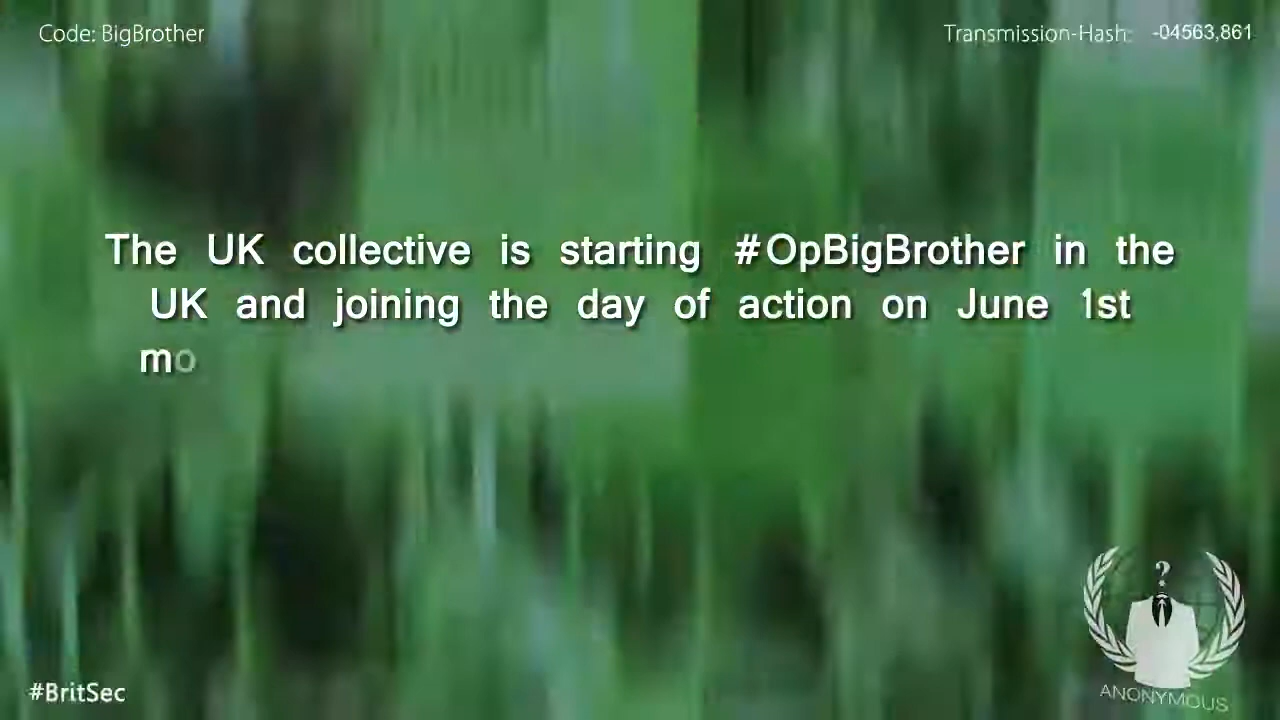 Code: BigBrother
Transmission-Hash: -04563,861
The UK collective is starting #OpBigBrother in the
UK and joining the day of action on June 1st
mo
?
#BritSec
ANONYMOUS